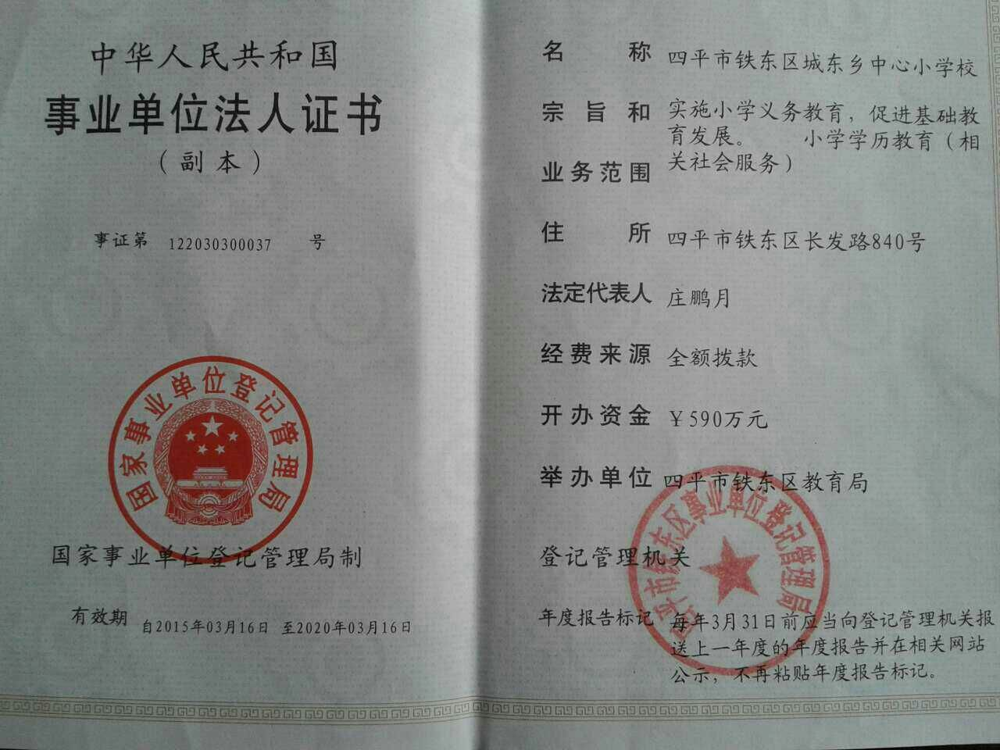 中华人民共和国
事业单位法人证书
（副本）
事证第 122030300037 号
国家事业单位登记管理局
国家事业单位登记管理局制
有效期 自2015年03月16日 至2020年03月16日
名称 四平市铁东区城东乡中心小学校
宗旨和 实施小学义务教育，促进基础教
育发展。 小学学历教育（相
业务范围 关社会服务）
住所 四平市铁东区长发路840号
法定代表人 庄鹏月
经费来源 全额拨款
开办资金 ￥590万元
举办单位 四平市铁东区教育局
四平市铁东区事业单位登记管理局
登记管理机关
年度报告标记 每年3月31日前应当向登记管理机关报
送上一年度的年度报告并在相关网站
公示，不再粘贴年度报告标记。